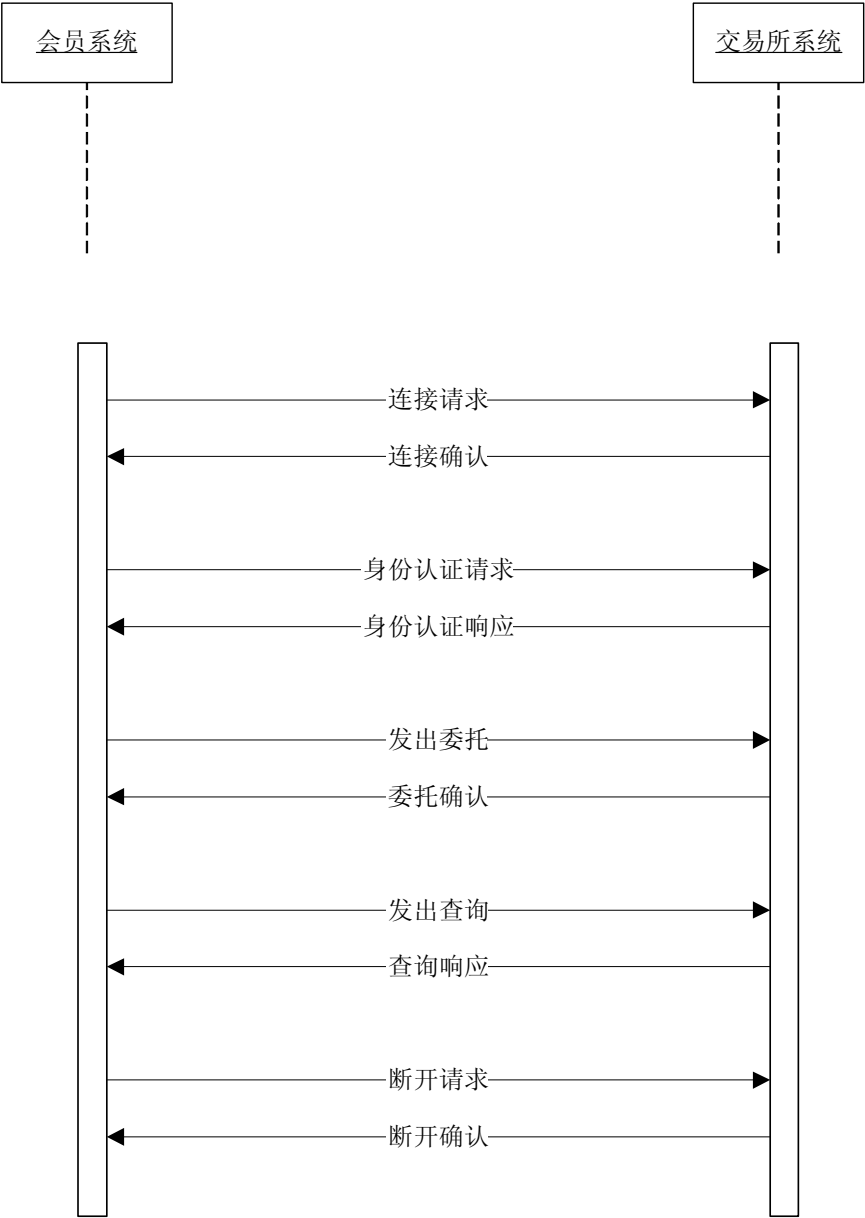 会员系统
交易所系统
连接请求
连接确认
身份认证请求
身份认证响应
发出委托
委托确认
发出查询
查询响应
断开请求
断开确认